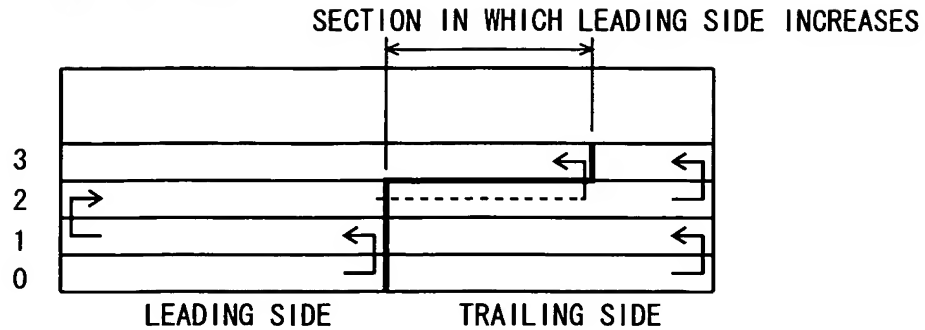 SECTION IN WHICH LEADING SIDE INCREASES
3
2
1
0
LEADING SIDE TRAILING SIDE